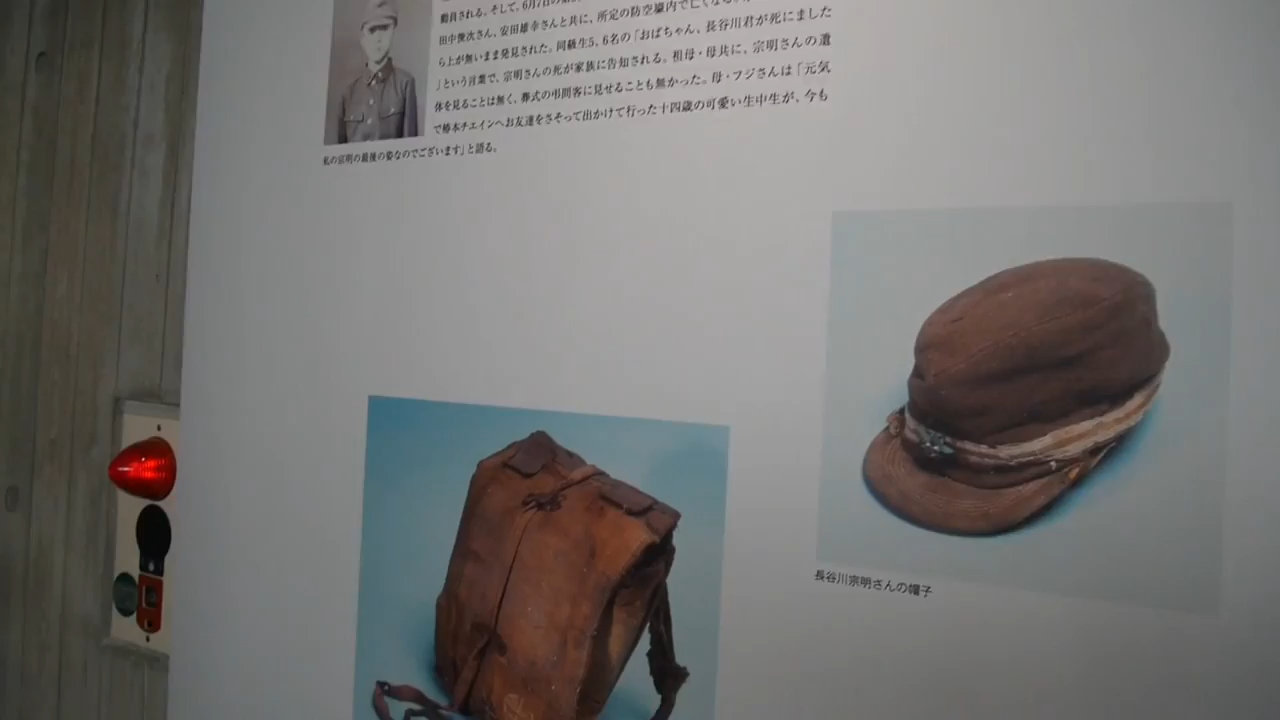 動員される。そして、6月7日の
田中俊次さん、安田雄幸さんと共に、所定の防空壕内で亡くなる。
ら上が無いまま発見された。同級生5、6名の「おばちゃん、長谷川君が死にました
」という言葉で、宗明さんの死が家族に告知される。祖母・母共に、宗明さんの遺
体を見ることは無く、葬式の弔問客に見せることも無かった。母・フジさんは「元気
で椿本チエインへお友達をさそって出かけて行った十四歳の可愛い生中生が、今も
私の宗明の最後の姿なのでございます」と語る。
長谷川宗明さんの帽子